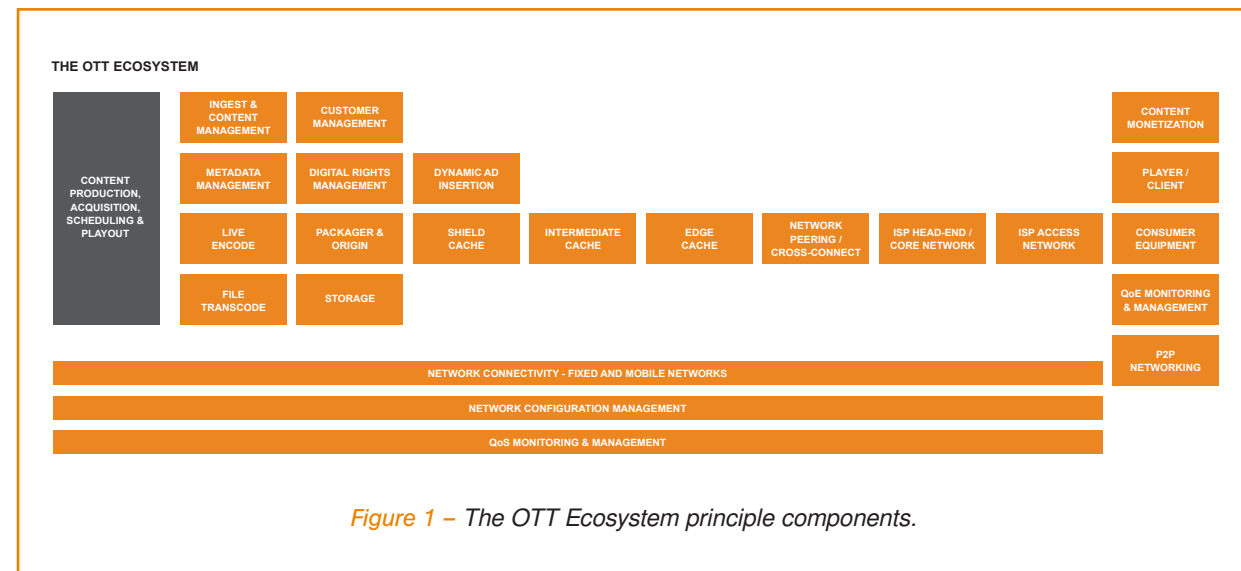 THE OTT ECOSYSTEM
CONTENT
PRODUCTION,
ACQUISITION,
SCHEDULING &
PLAYOUT
INGEST &
CONTENT
MANAGEMENT
CUSTOMER
MANAGEMENT
CONTENT
MONETIZATION
METADATA
MANAGEMENT
DIGITAL RIGHTS
MANAGEMENT
DYNAMIC AD
INSERTION
PLAYER /
CLIENT
LIVE
ENCODE
PACKAGER &
ORIGIN
SHIELD
CACHE
INTERMEDIATE
CACHE
EDGE
CACHE
NETWORK
PEERING /
CROSS-CONNECT
ISP HEAD-END /
CORE NETWORK
ISP ACCESS
NETWORK
CONSUMER
EQUIPMENT
FILE
TRANSCODE
STORAGE
QoE MONITORING
& MANAGEMENT
P2P
NETWORKING
NETWORK CONNECTIVITY - FIXED AND MOBILE NETWORKS
NETWORK CONFIGURATION MANAGEMENT
QoS MONITORING & MANAGEMENT
Figure 1 – The OTT Ecosystem principle components.